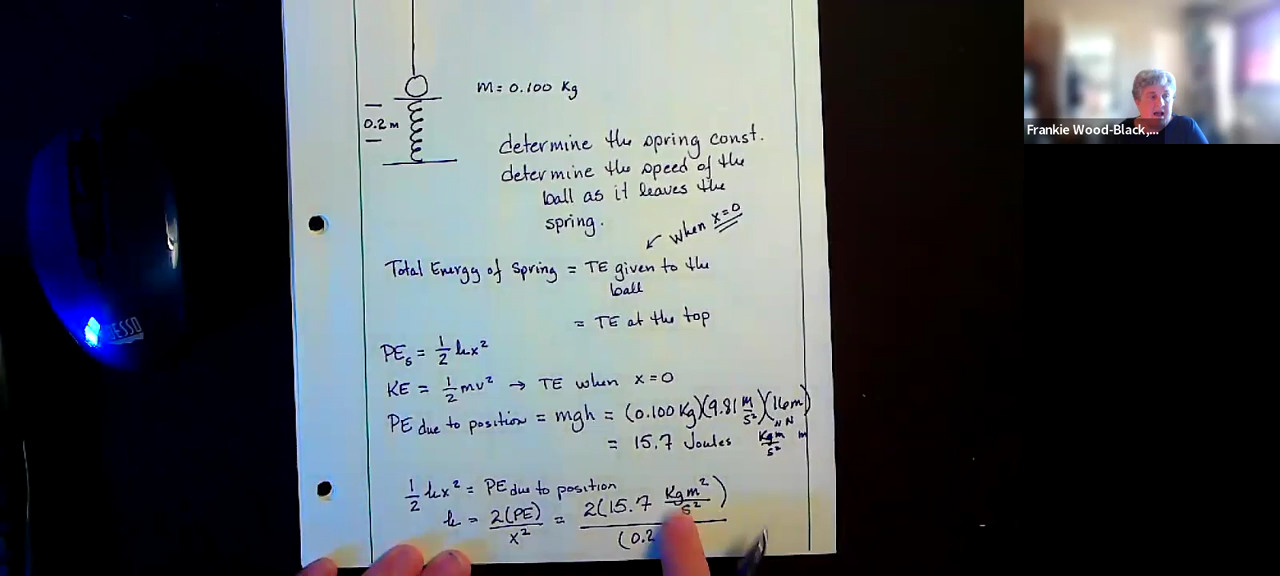 m = 0.100 Kg
0.2 m
determine the spring const.
determine the speed of the
ball as it leaves the
spring.
when x=0
Total Energy of Spring = TE given to the
ball
= TE at the top
PEs = 1/2 kx²
KE = 1/2 mv² → TE when x=0
PE due to position = mgh = (0.100 Kg)(9.81 m/s²)(16m)
= 15.7 Joules Kgm/s² m
1/2 kx² = PE due to position
k = 2(PE)/x² = 2(15.7 Kgm²/s²)
(0.2
Frankie Wood-Black,...